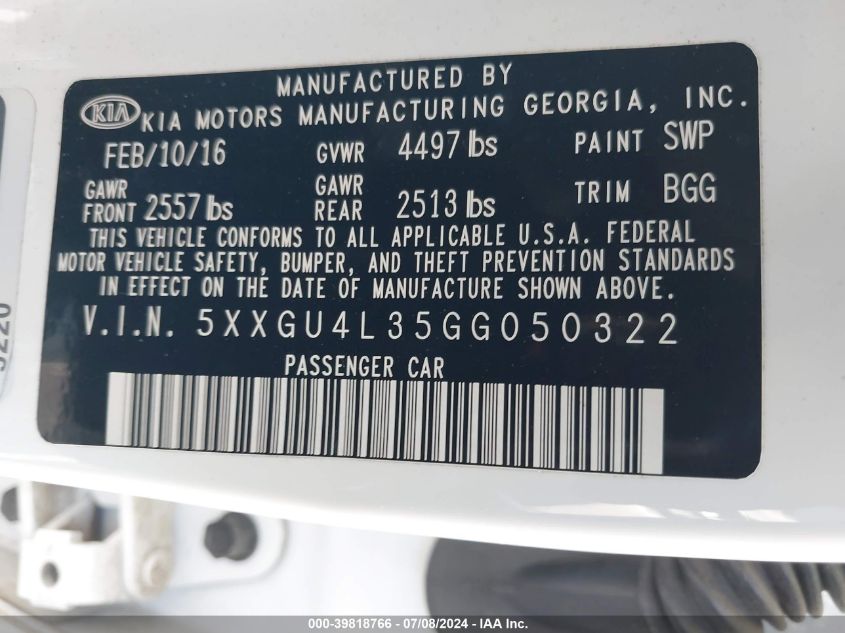 MANUFACTURED BY
KIA KIA MOTORS MANUFACTURING GEORGIA, INC.
FEB/10/16 GVWR 4497 lbs PAINT SWP
GAWR FRONT 2557 lbs GAWR REAR 2513 lbs TRIM BGG
THIS VEHICLE CONFORMS TO ALL APPLICABLE U.S.A. FEDERAL
MOTOR VEHICLE SAFETY, BUMPER, AND THEFT PREVENTION STANDARDS
IN EFFECT ON THE DATE OF MANUFACTURE SHOWN ABOVE.
V.I.N. 5XXGU4L35GG050322
PASSENGER CAR
000-39818766 - 07/08/2024 - IAA Inc.